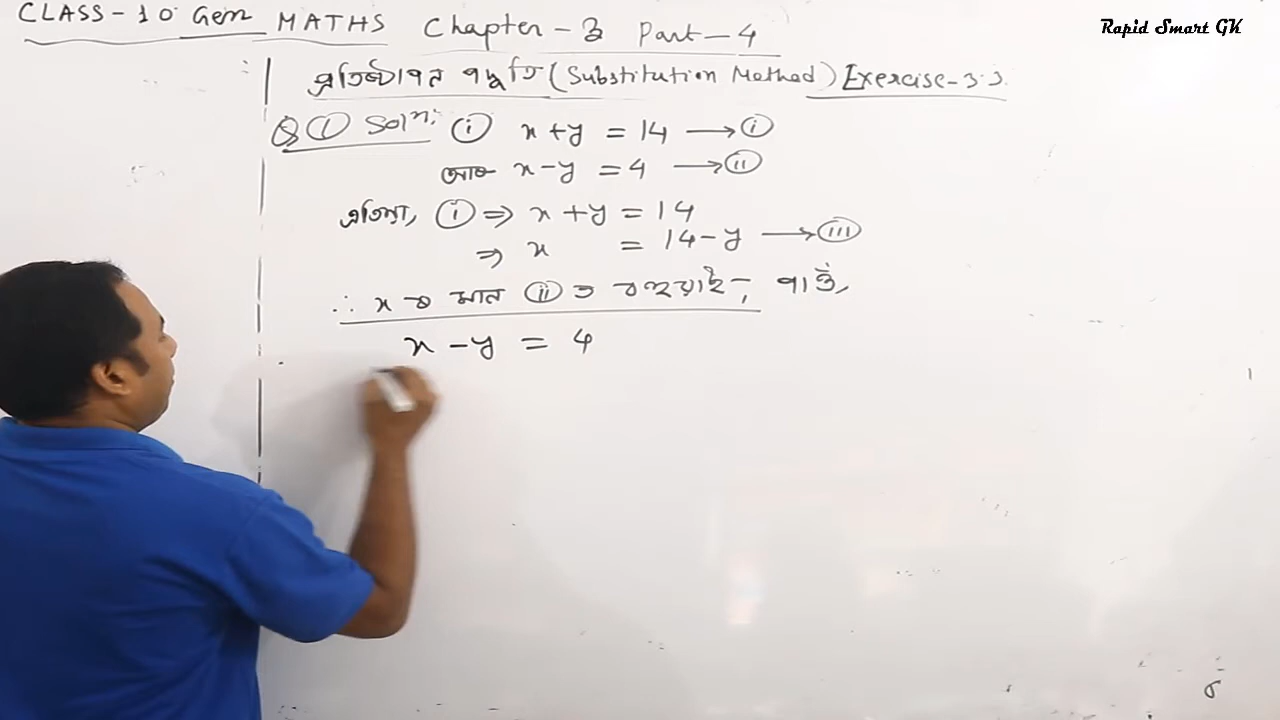 CLASS-10 Gen MATHS Chapter-3 Part-4
Rapid Smart GK
প্ৰতিষ্ঠাপন পদ্ধতি (Substitution Method) Exercise-3.3
Q ① Soln: ⓘ x+y = 14 ⟶ ⓘ
আৰু x-y = 4 ⟶ (ii)
এতিয়া, ⓘ ⇒ x+y = 14
⇒ x = 14-y ⟶ (iii)
∴ x ৰ মান (ii) ত বহুৱাই, পাওঁ,
x - y = 4